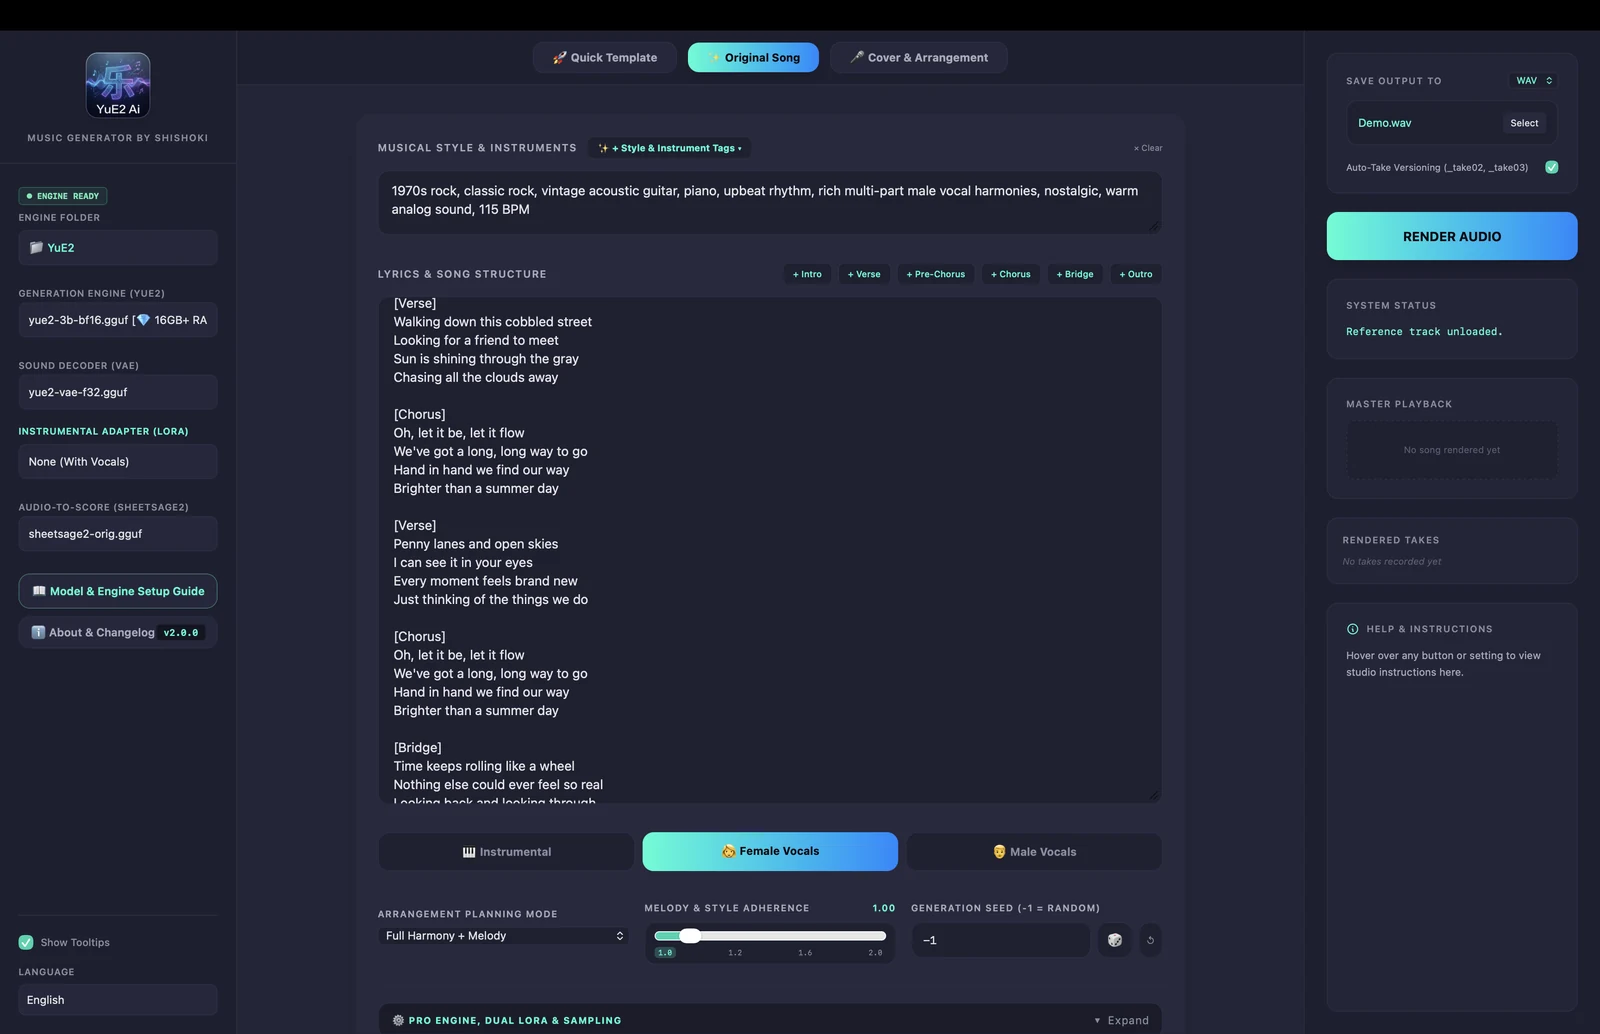 乐
YuE2 Ai
MUSIC GENERATOR BY SHISHOKI
ENGINE READY
ENGINE FOLDER
YuE2
GENERATION ENGINE (YUE2)
yue2-3b-bf16.gguf [💎 16GB+ RA
SOUND DECODER (VAE)
yue2-vae-f32.gguf
INSTRUMENTAL ADAPTER (LORA)
None (With Vocals)
AUDIO-TO-SCORE (SHEETSAGE2)
sheetsage2-orig.gguf
Model & Engine Setup Guide
About & Changelog v2.0.0
Show Tooltips
LANGUAGE
English
Quick Template
Original Song
Cover & Arrangement
MUSICAL STYLE & INSTRUMENTS
✨ + Style & Instrument Tags ▾
× Clear
1970s rock, classic rock, vintage acoustic guitar, piano, upbeat rhythm, rich multi-part male vocal harmonies, nostalgic, warm
analog sound, 115 BPM
LYRICS & SONG STRUCTURE
+ Intro
+ Verse
+ Pre-Chorus
+ Chorus
+ Bridge
+ Outro
[Verse]
Walking down this cobbled street
Looking for a friend to meet
Sun is shining through the gray
Chasing all the clouds away
[Chorus]
Oh, let it be, let it flow
We've got a long, long way to go
Hand in hand we find our way
Brighter than a summer day
[Verse]
Penny lanes and open skies
I can see it in your eyes
Every moment feels brand new
Just thinking of the things we do
[Chorus]
Oh, let it be, let it flow
We've got a long, long way to go
Hand in hand we find our way
Brighter than a summer day
[Bridge]
Time keeps rolling like a wheel
Nothing else could ever feel so real
Looking back and looking through
Instrumental
Female Vocals
Male Vocals
ARRANGEMENT PLANNING MODE
Full Harmony + Melody
MELODY & STYLE ADHERENCE
1.00
1.0
1.2
1.6
2.0
GENERATION SEED (-1 = RANDOM)
-1
PRO ENGINE, DUAL LORA & SAMPLING
▼ Expand
SAVE OUTPUT TO
WAV
Demo.wav
Select
Auto-Take Versioning (_take02, _take03)
RENDER AUDIO
SYSTEM STATUS
Reference track unloaded.
MASTER PLAYBACK
No song rendered yet
RENDERED TAKES
No takes recorded yet
HELP & INSTRUCTIONS
Hover over any button or setting to view
studio instructions here.